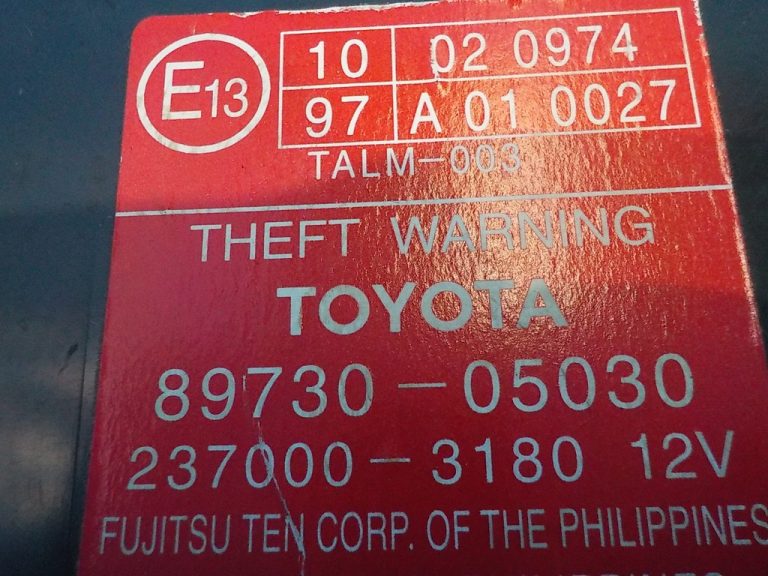 E13
10 02 0974
97 A 01 0027
TALM-003
THEFT WARNING
TOYOTA
89730-05030
237000-3180 12V
FUJITSU TEN CORP. OF THE PHILIPPINES